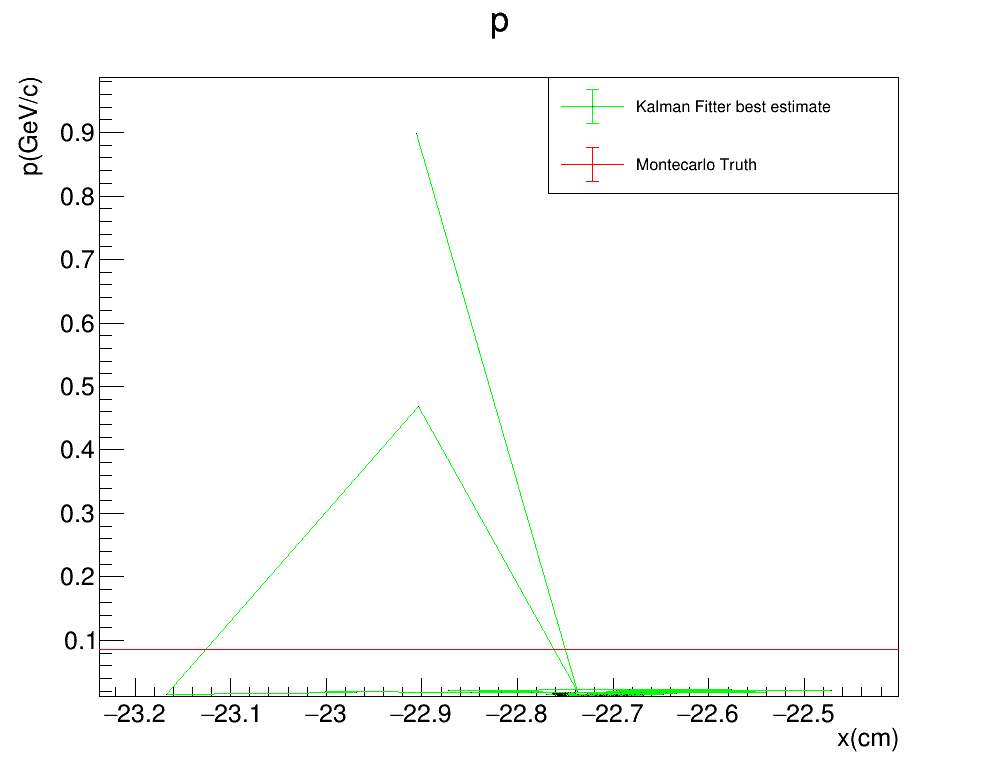 p
p(GeV/c)
0.9
0.8
0.7
0.6
0.5
0.4
0.3
0.2
0.1
Kalman Fitter best estimate
Montecarlo Truth
−23.2 −23.1 −23 −22.9 −22.8 −22.7 −22.6 −22.5
x(cm)